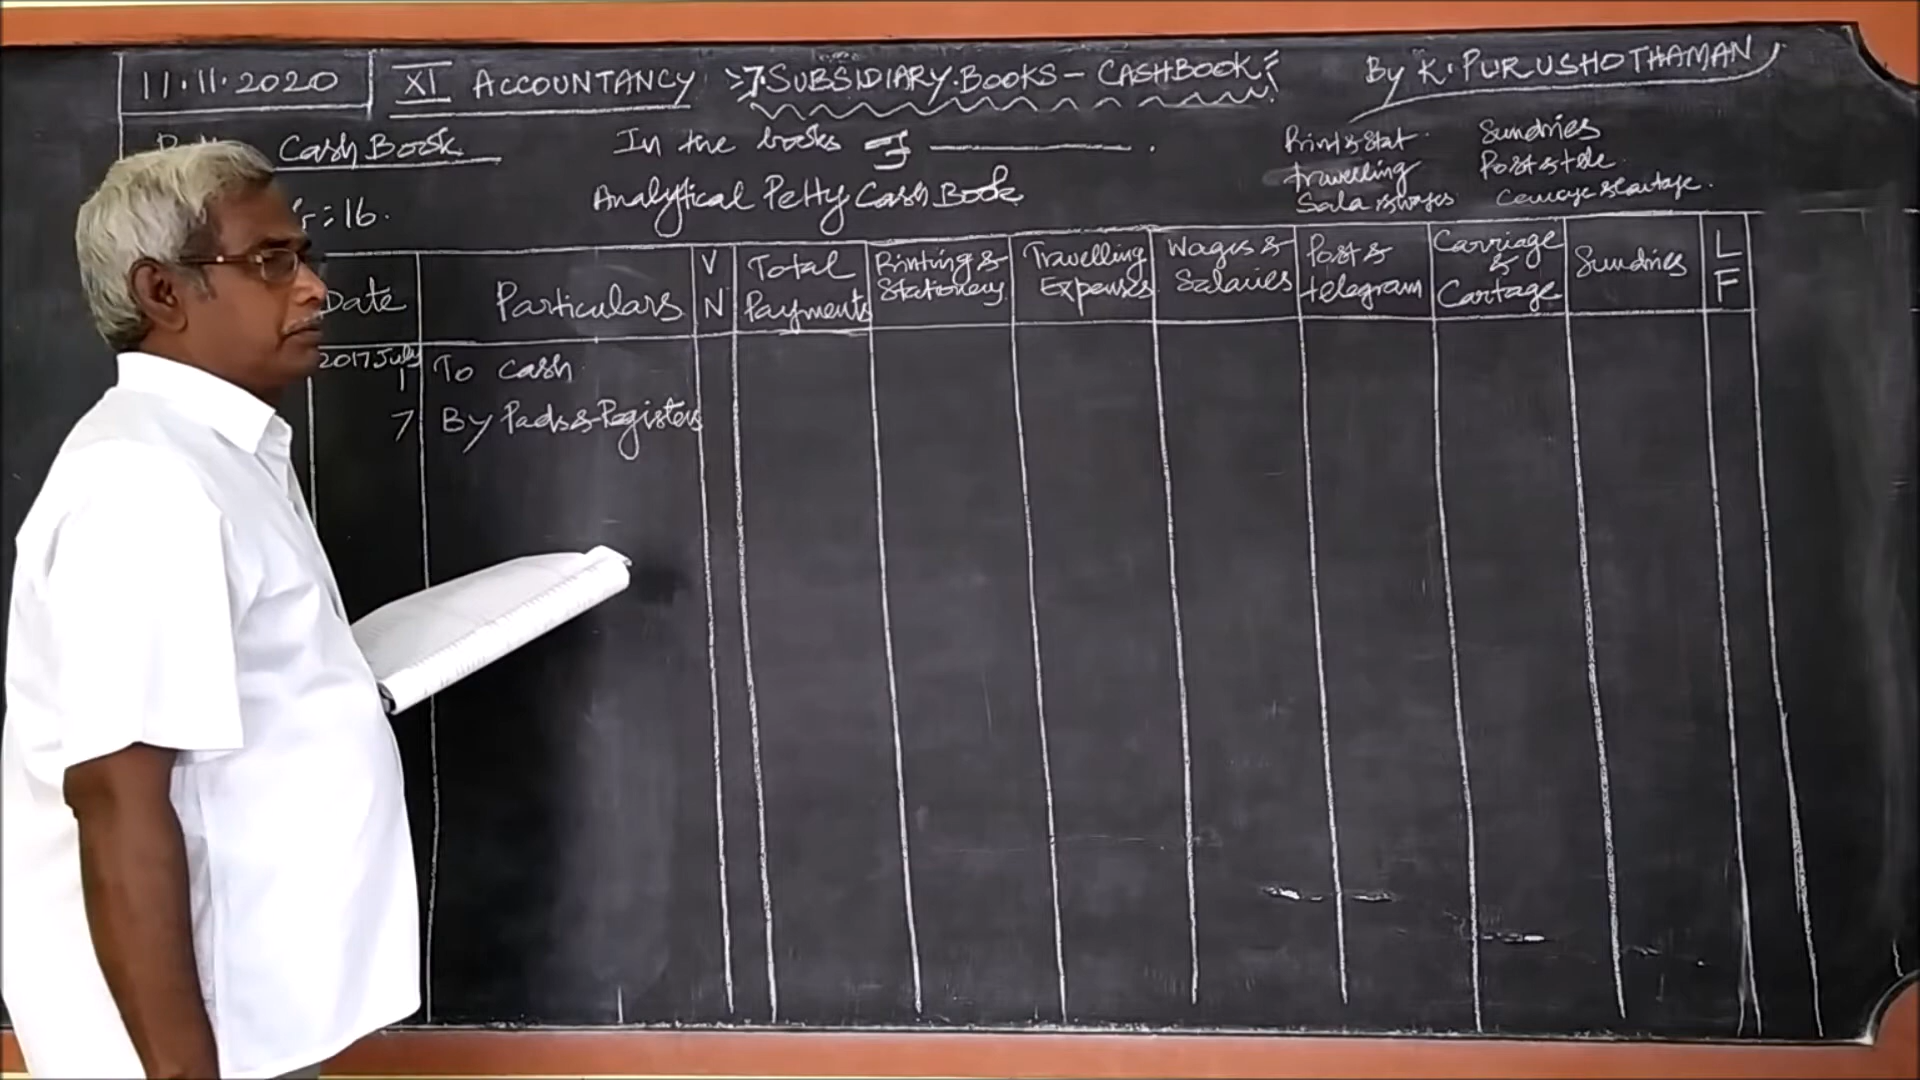 11.11.2020 XI ACCOUNTANCY 7. SUBSIDIARY BOOKS - CASHBOOK By K. PURUSHOTHAMAN
Cash Book In the books of
:16. Analytical Petty Cash Book
Print & Stat Sundries
Travelling Post & tele
Sala & wages Carriage & Cartage.
Date Particulars V N Total Payments Printing & Stationery Travelling Expenses Wages & Salaries Post & telegram Carriage & Cartage Sundries L F
2017 July
1 To Cash
7 By Pads & Registers